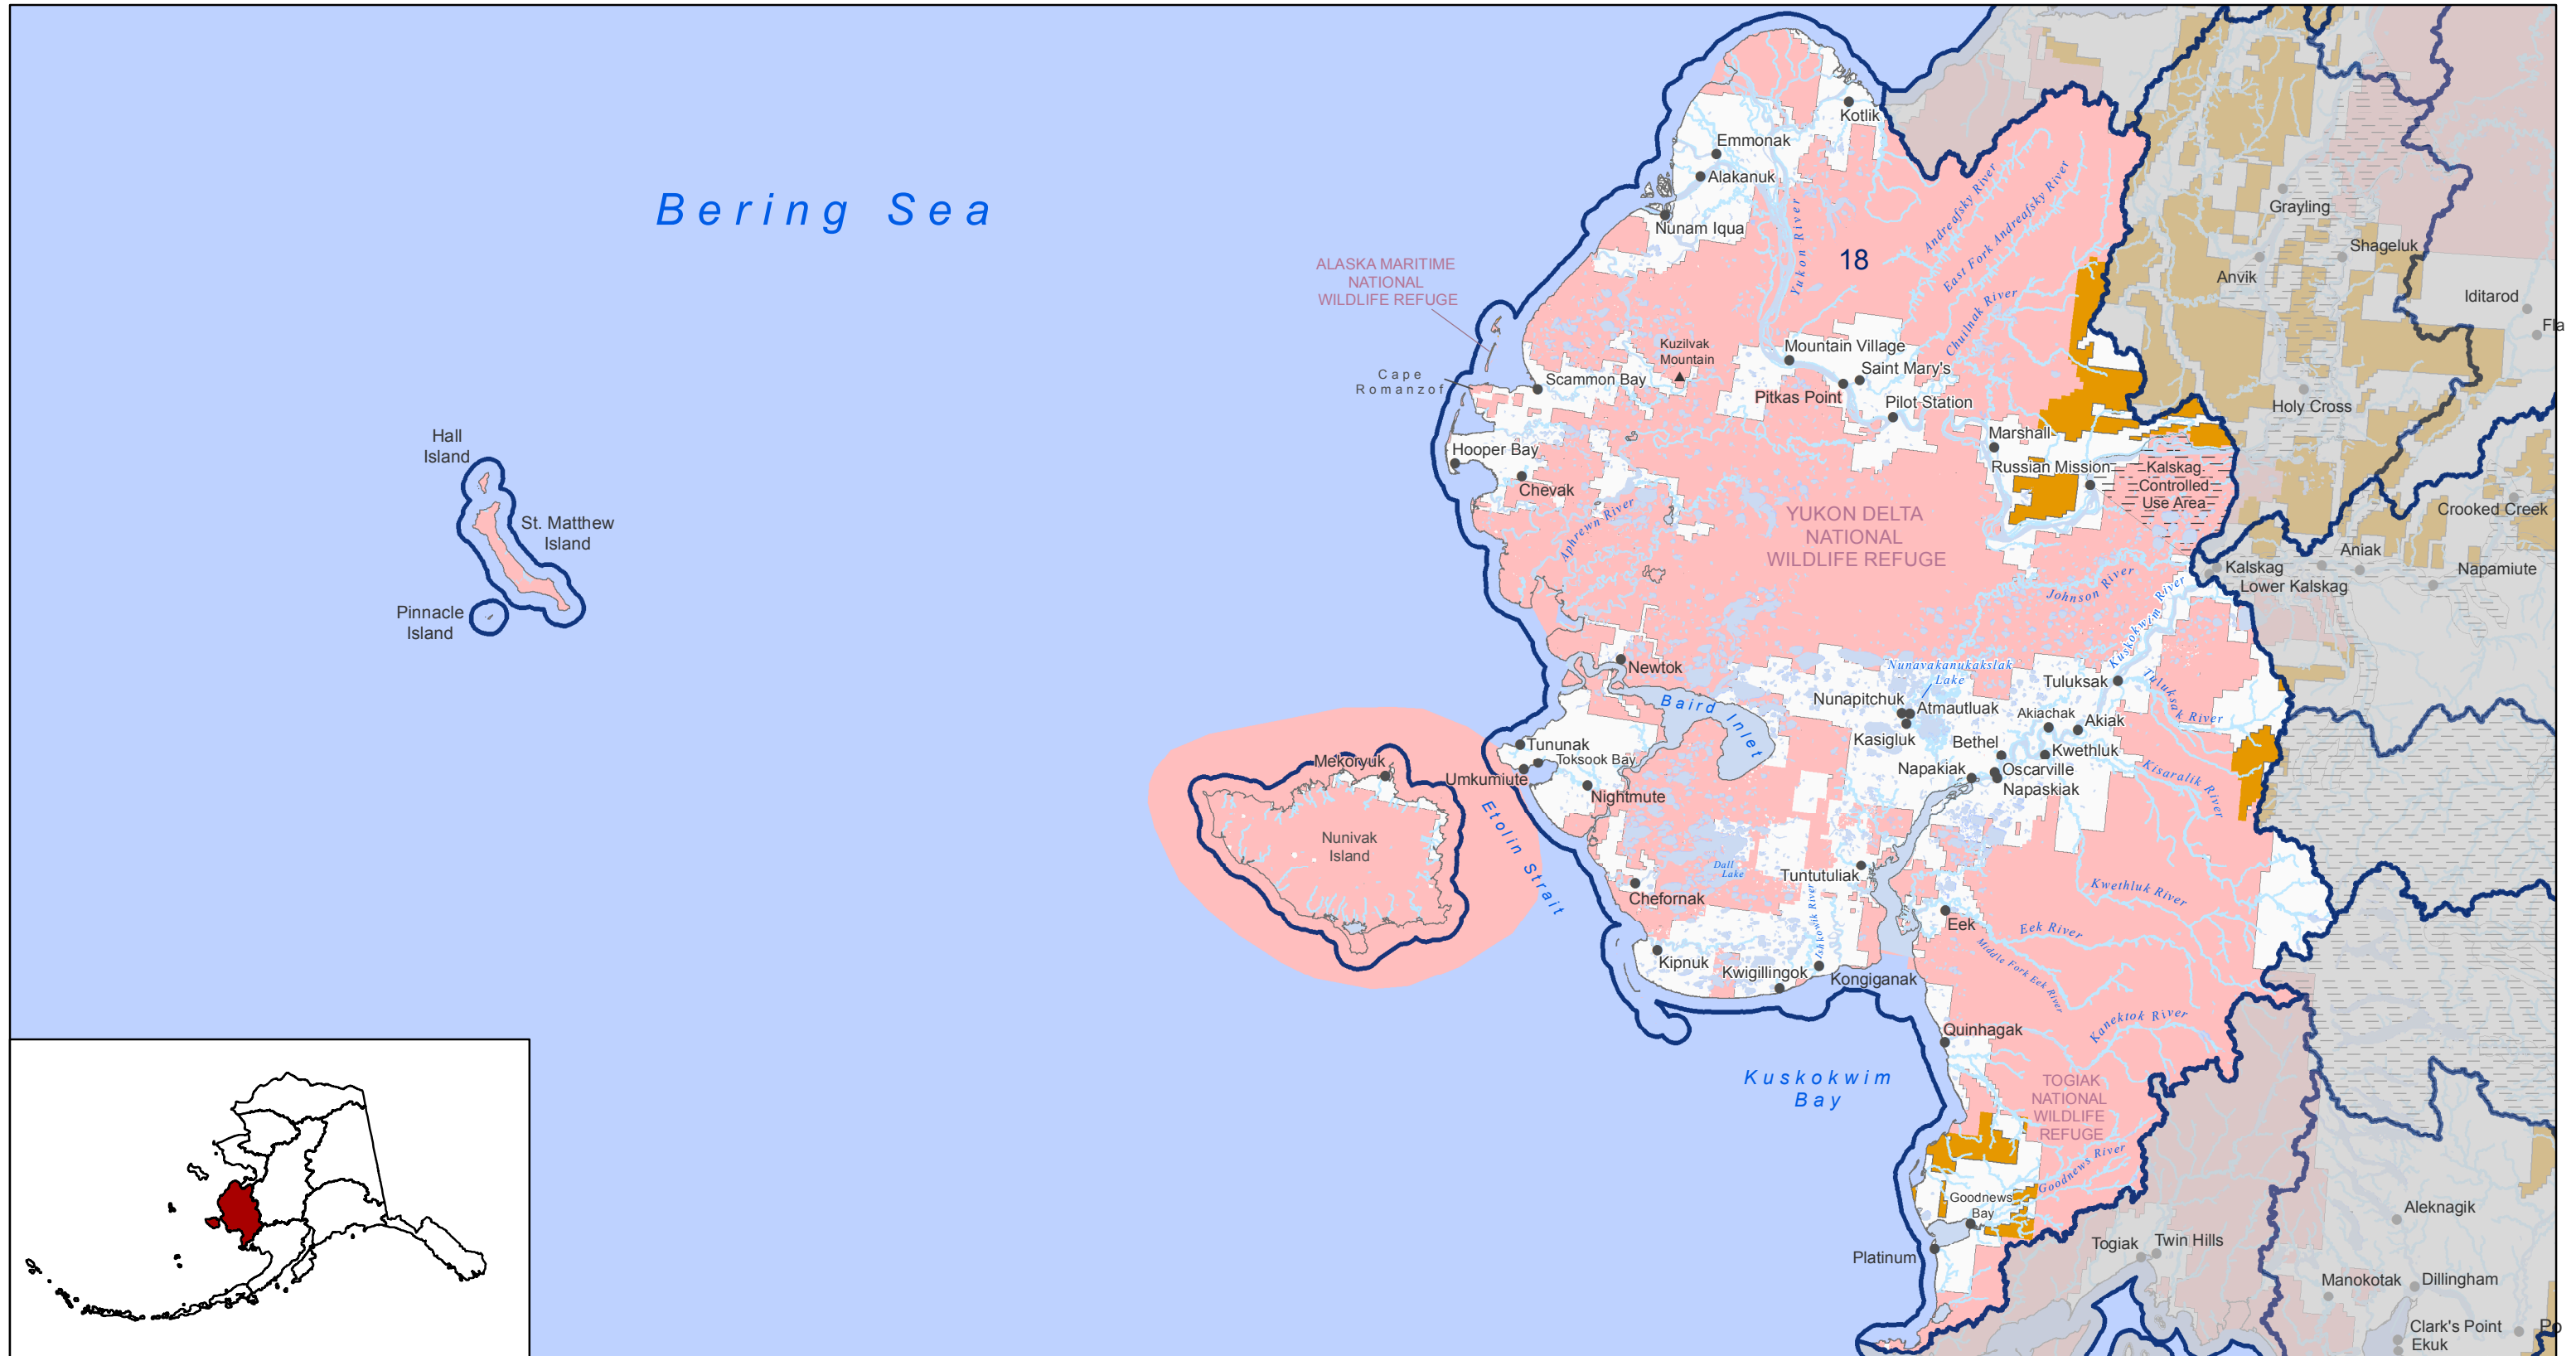 Bering Sea
Kotlik
Emmonak
Alakanuk
Nunam Iqua
Yukon River
18
Andreafsky River
East Fork Andreafsky River
Chuilnak River
Grayling
Shageluk
Anvik
Iditarod
Fla
ALASKA MARITIME
NATIONAL
WILDLIFE REFUGE
Cape
Romanzof
Kuzilvak
Mountain
Scammon Bay
Mountain Village
Saint Mary's
Pitkas Point
Pilot Station
Holy Cross
Marshall
Russian Mission
Kalskag
Controlled
Use Area
Hooper Bay
Chevak
Aphrewn River
YUKON DELTA
NATIONAL
WILDLIFE REFUGE
Crooked Creek
Aniak
Napamiute
Kalskag
Lower Kalskag
Johnson River
Kuskokwim River
Hall
Island
St. Matthew
Island
Pinnacle
Island
Newtok
Baird Inlet
Nunavakanukakslak
Lake
Nunapitchuk
Atmautluak
Kasigluk
Tuluksak
Tuluksak River
Akiachak
Akiak
Bethel
Kwethluk
Napakiak
Oscarville
Napaskiak
Kisaralik River
Tununak
Toksook Bay
Umkumiute
Nightmute
Mekoryuk
Nunivak
Island
Etolin Strait
Dall
Lake
Chefornak
Tuntutuliak
Ishkowik River
Kwethluk River
Eek
Eek River
Middle Fork Eek River
Kipnuk
Kwigillingok
Kongiganak
Quinhagak
Kanektok River
Kuskokwim
Bay
TOGIAK
NATIONAL
WILDLIFE
REFUGE
Goodnews River
Goodnews
Bay
Platinum
Togiak
Twin Hills
Aleknagik
Manokotak
Dillingham
Clark's Point
Ekuk
Po